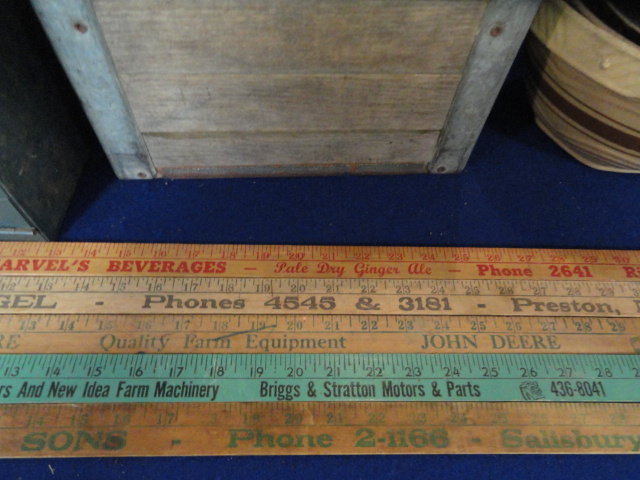 ARVEL'S BEVERAGES - Pale Dry Ginger Ale - Phone 2641 R
GEL - Phones 4545 & 3181 - Preston,
RE Quality Farm Equipment JOHN DEERE
rs And New Idea Farm Machinery Briggs & Stratton Motors & Parts 436-8041
SONS - Phone 2-1166 - Salisbury